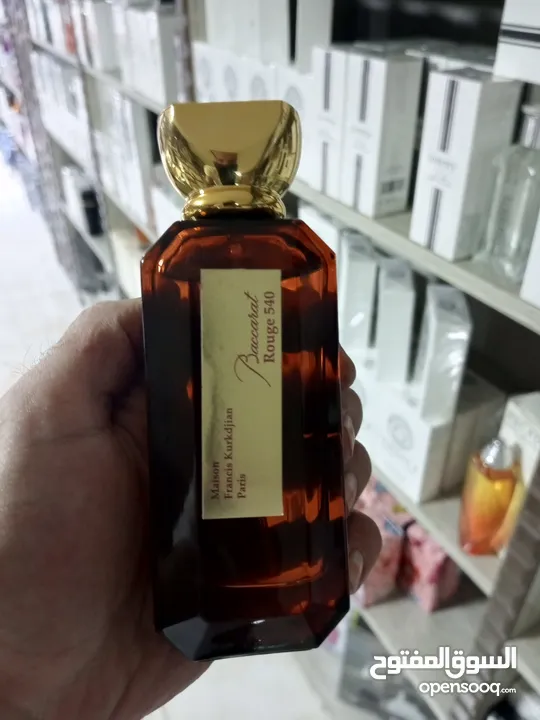 Baccarat
Rouge 540
Maison
Francis Kurkdjian
Paris
السوق المفتوح
opensooq.com